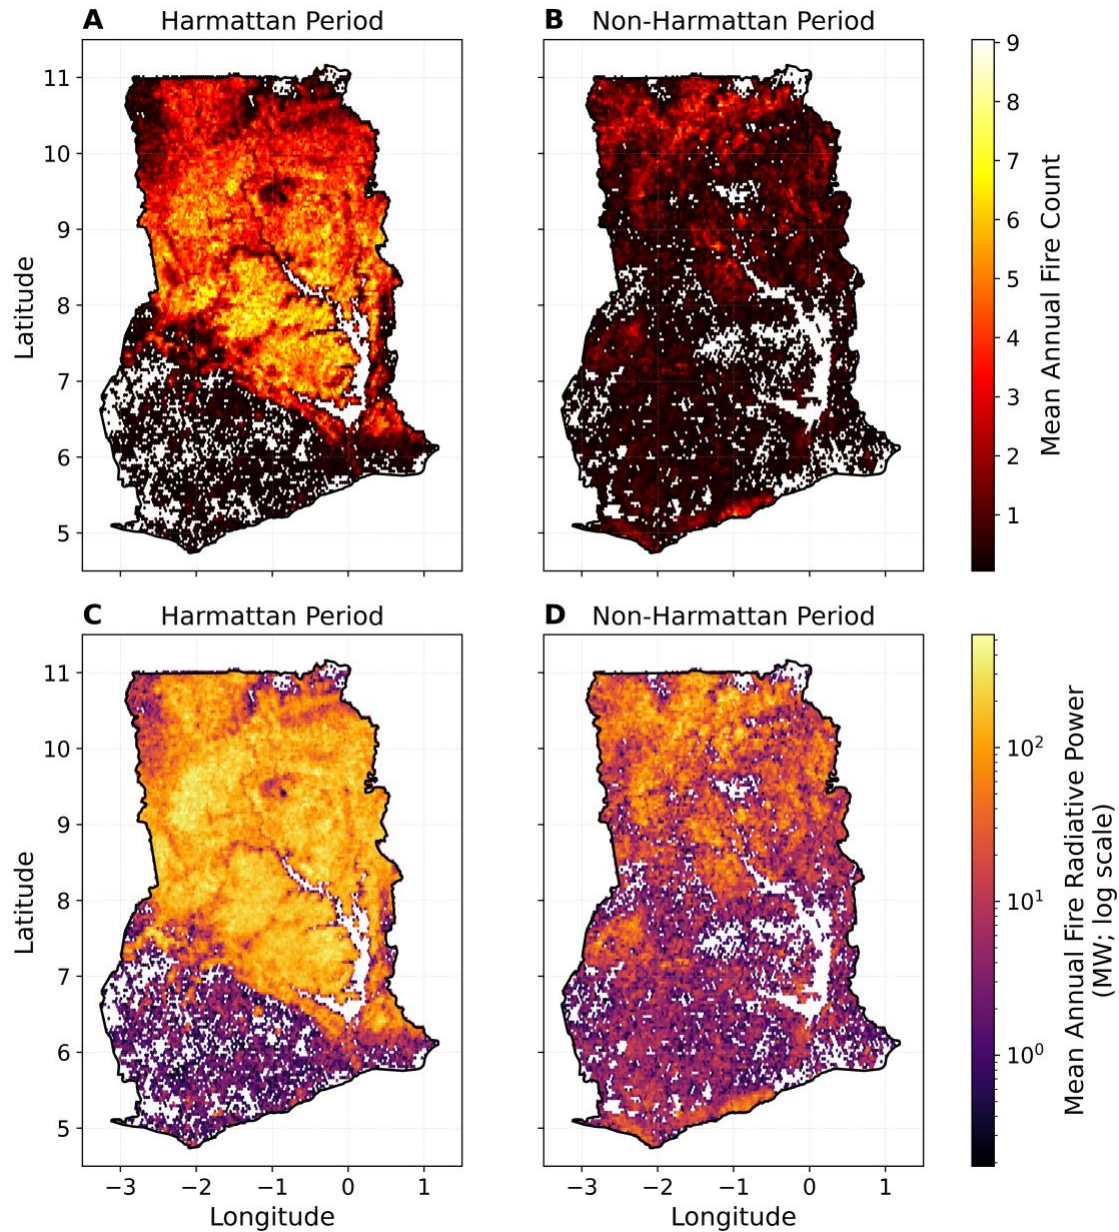 A Harmattan Period
B Non-Harmattan Period
11
10
9
8
7
6
5
Latitude
9
8
7
6
5
4
3
2
1
Mean Annual Fire Count
C Harmattan Period
D Non-Harmattan Period
11
10
9
8
7
6
5
Latitude
−3 −2 −1 0 1
Longitude
−3 −2 −1 0 1
Longitude
10²
10¹
10⁰
Mean Annual Fire Radiative Power
(MW; log scale)